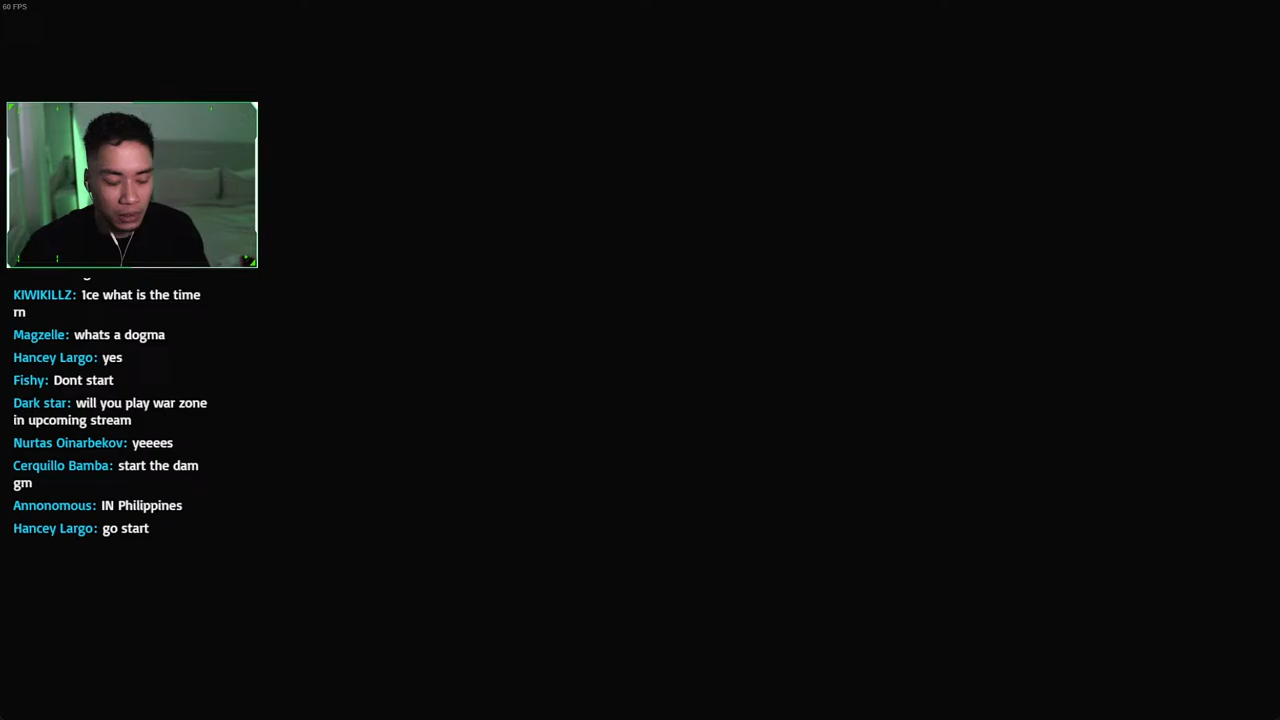 60 FPS
KIWIKILLZ: 1ce what is the time
rn
Magzelle: whats a dogma
Hancey Largo: yes
Fishy: Dont start
Dark star: will you play war zone
in upcoming stream
Nurtas Oinarbekov: yeeees
Cerquillo Bamba: start the dam
gm
Annonomous: IN Philippines
Hancey Largo: go start